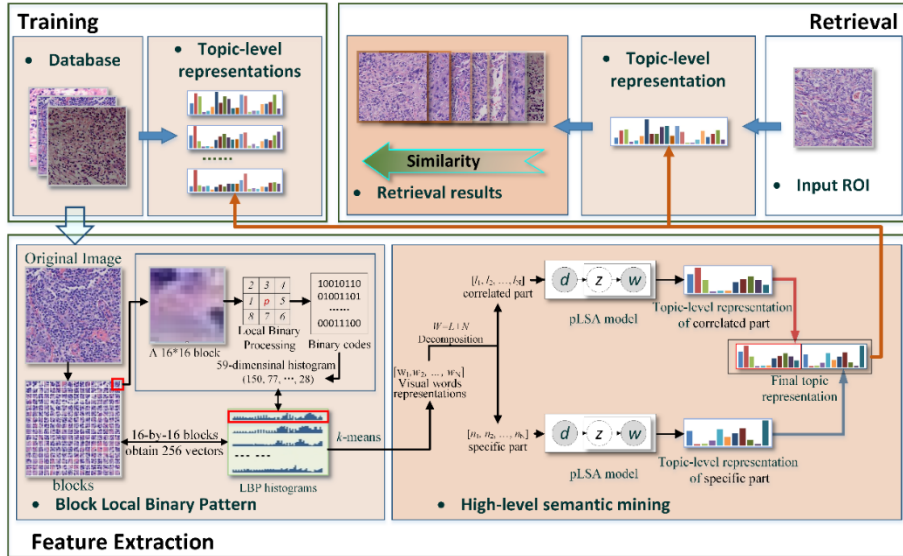 Training
Retrieval
• Database
• Topic-level
representations
......
Similarity
• Retrieval results
• Topic-level
representation
• Input ROI
Original Image
blocks
A 16*16 block
2 3 4
1 p 5
8 7 6
Local Binary
Processing
10010110
01001101
......
00011100
Binary codes
59-dimensinal histogram
(150, 77, ···, 28)
16-by-16 blocks
obtain 256 vectors
k-means
LBP histograms
• Block Local Binary Pattern
[w1,w2, ..., wN]
Visual words
representations
W=L+N
Decomposition
[l1, l2, ..., lN]
correlated part
d z w
pLSA model
Topic-level representation
of correlated part
Final topic
representation
[n1, n2, ..., nN]
specific part
d z w
pLSA model
Topic-level representation
of specific part
• High-level semantic mining
Feature Extraction